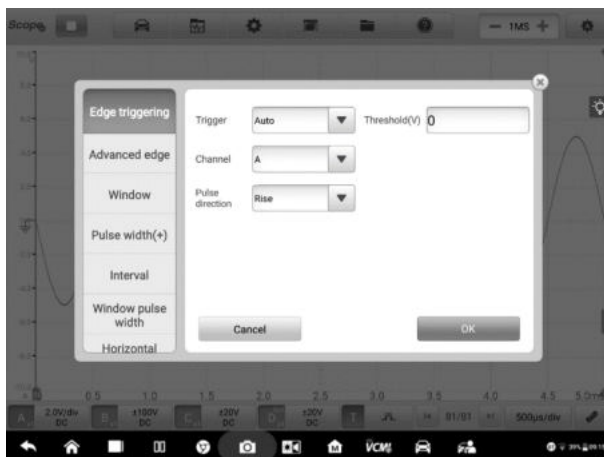 Scope
1MS
Edge triggering
Advanced edge
Window
Pulse width(+)
Interval
Window pulse
width
Horizontal
Trigger
Auto
Threshold(V)
0
Channel
A
Pulse
direction
Rise
Cancel
OK
0.5 1.0 1.5 2.0 2.5 3.0 3.5 4.0 4.5 5.0ms
A 2.0V/div DC B ±100V DC C ±20V DC D ±20V DC T 01/01 500μs/div
VCMI